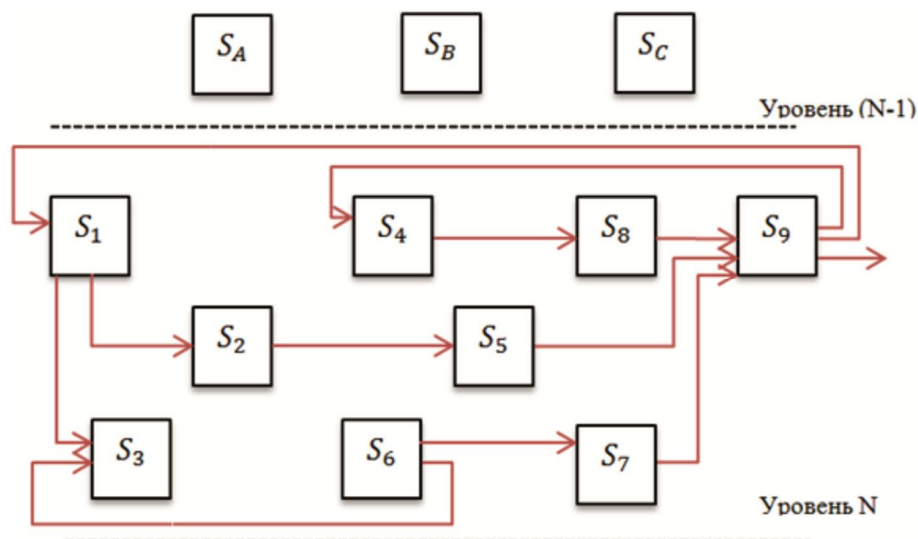 S_A S_B S_C
Уровень (N-1)
S_1 S_4 S_8 S_9
S_2 S_5
S_3 S_6 S_7
Уровень N